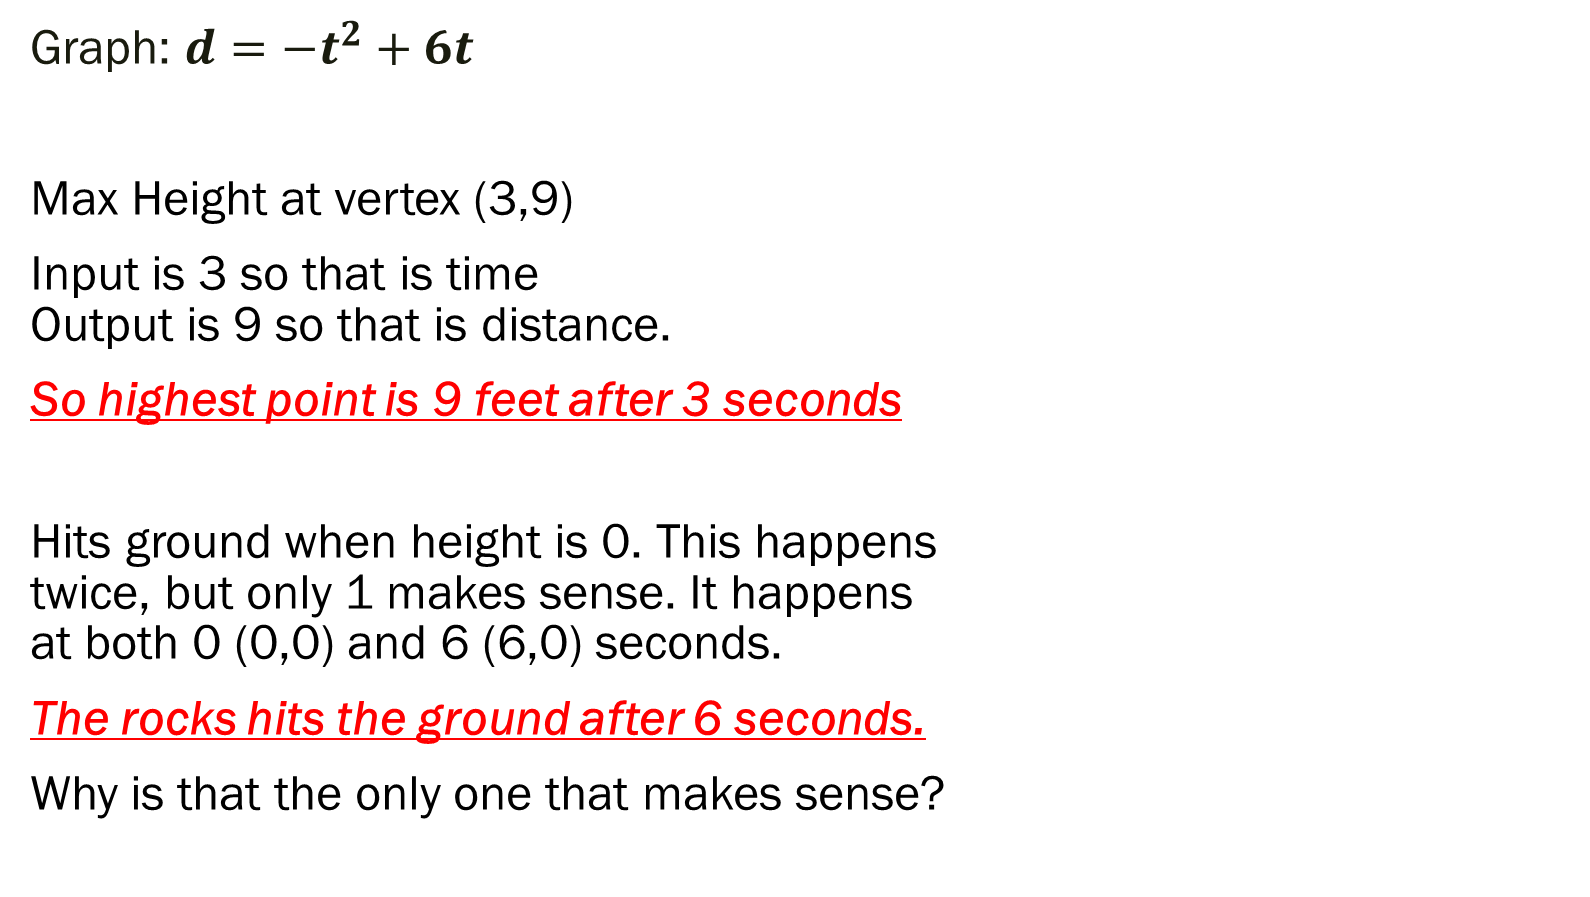 Graph: d = −t² + 6t
Max Height at vertex (3,9)
Input is 3 so that is time
Output is 9 so that is distance.
So highest point is 9 feet after 3 seconds
Hits ground when height is 0. This happens
twice, but only 1 makes sense. It happens
at both 0 (0,0) and 6 (6,0) seconds.
The rocks hits the ground after 6 seconds.
Why is that the only one that makes sense?